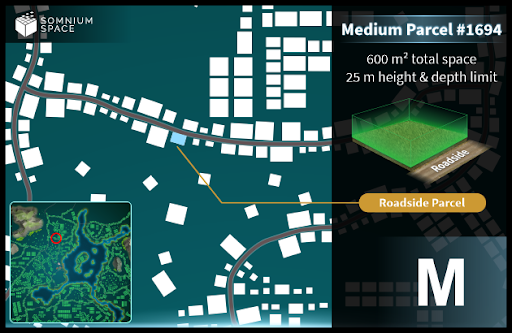 SOMNIUM
SPACE
Medium Parcel #1694
600 m² total space
25 m height & depth limit
Roadside
Roadside Parcel
M